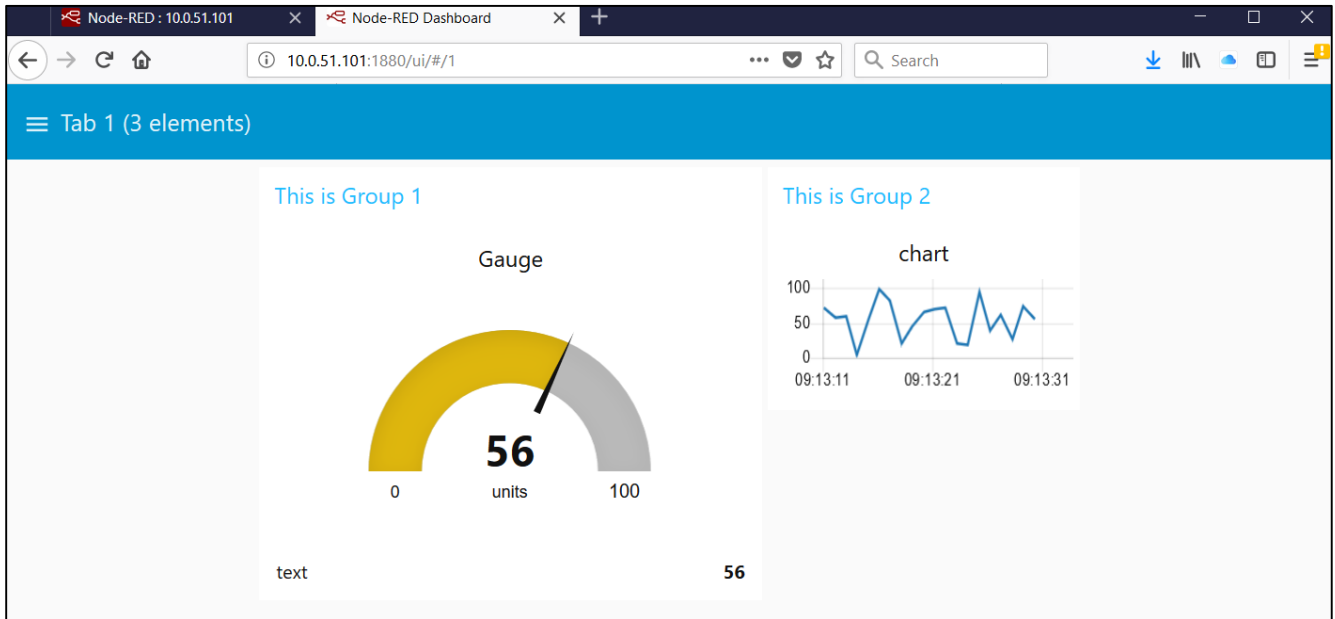 Node-RED : 10.0.51.101
Node-RED Dashboard
10.0.51.101:1880/ui/#/1
Search
Tab 1 (3 elements)
This is Group 1
Gauge
56
0 units 100
text 56
This is Group 2
chart
100
50
0
09:13:11 09:13:21 09:13:31